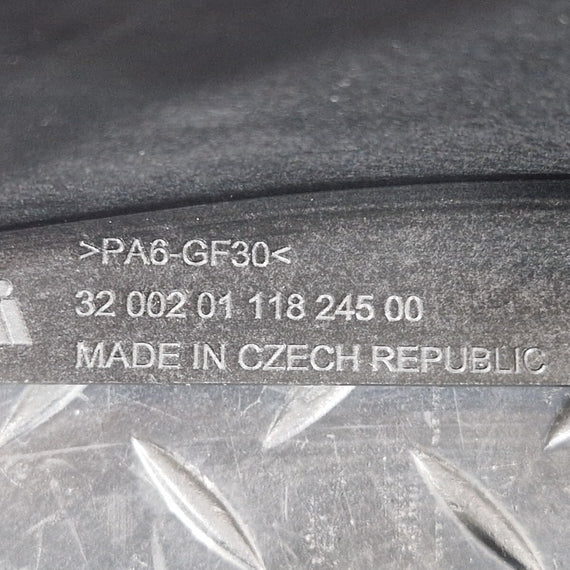 >PA6-GF30<
32 002 01 118 245 00
MADE IN CZECH REPUBLIC